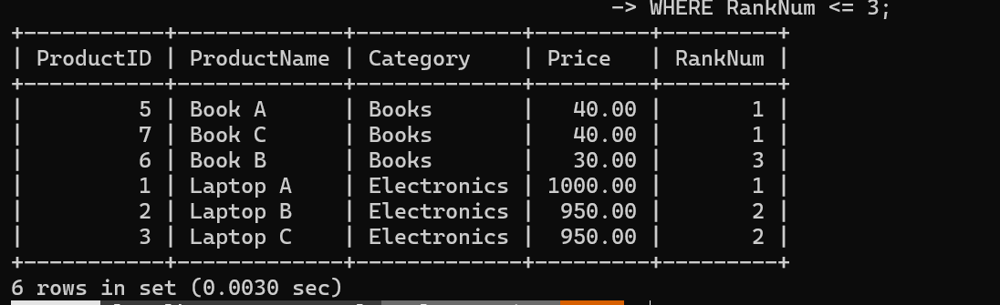 -> WHERE RankNum <= 3;
+-----------+-------------+-------------+---------+---------+
| ProductID | ProductName | Category    | Price   | RankNum |
+-----------+-------------+-------------+---------+---------+
|         5 | Book A      | Books       |   40.00 |       1 |
|         7 | Book C      | Books       |   40.00 |       1 |
|         6 | Book B      | Books       |   30.00 |       3 |
|         1 | Laptop A    | Electronics | 1000.00 |       1 |
|         2 | Laptop B    | Electronics |  950.00 |       2 |
|         3 | Laptop C    | Electronics |  950.00 |       2 |
+-----------+-------------+-------------+---------+---------+
6 rows in set (0.0030 sec)